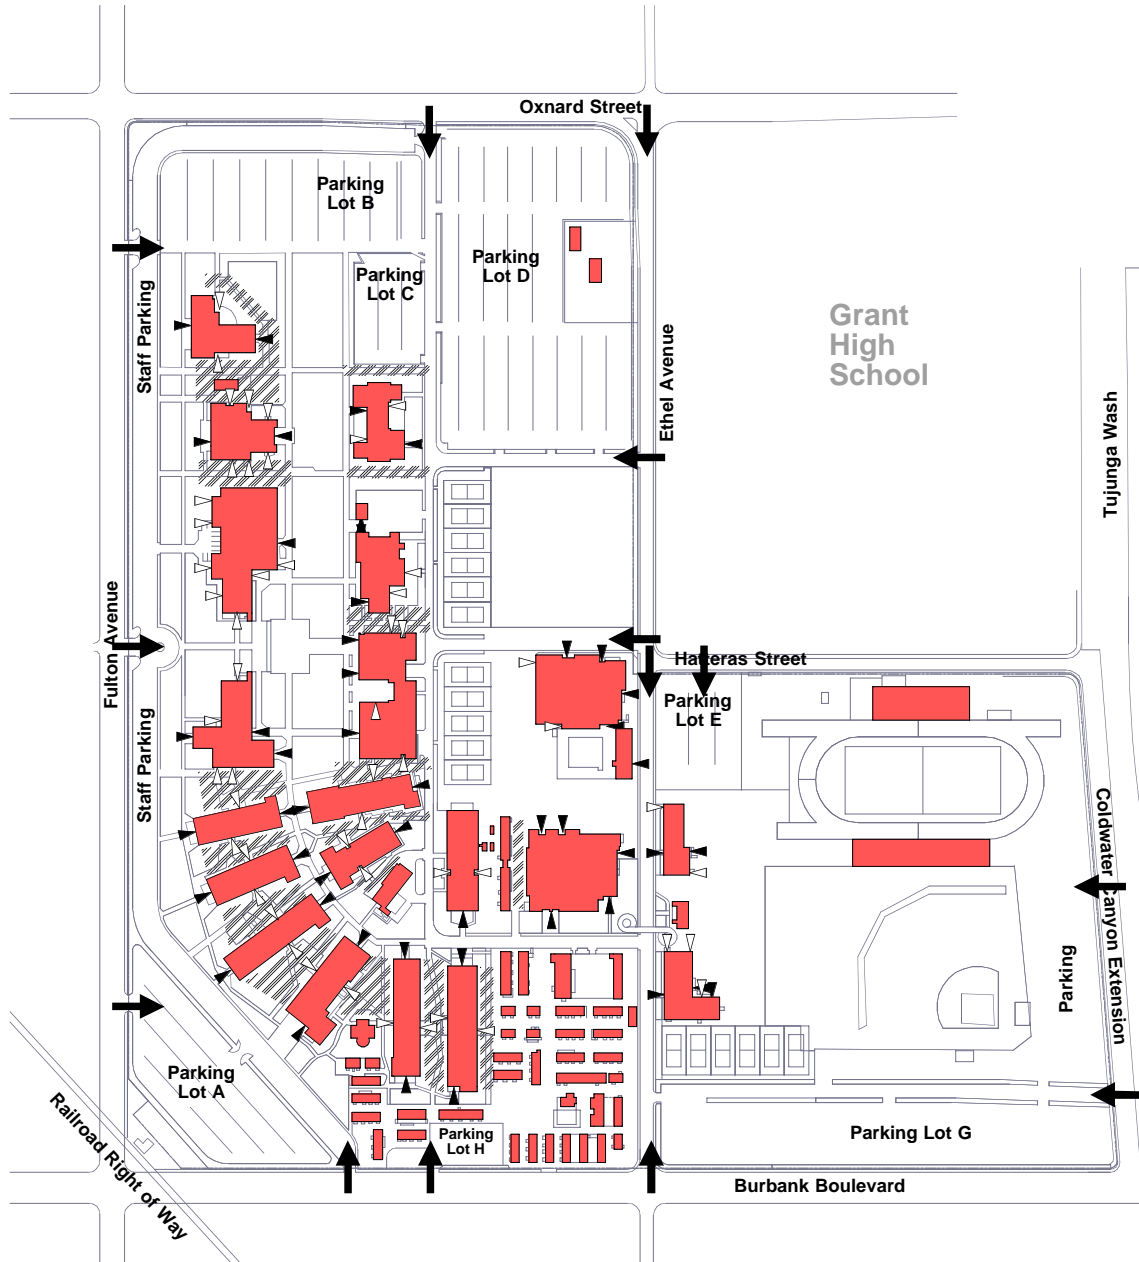 Oxnard Street
Parking
Lot B
Parking
Lot C
Parking
Lot D
Staff Parking
Grant
High
School
Ethel Avenue
Tujunga Wash
Fulton Avenue
Hatteras Street
Parking
Lot E
Staff Parking
Coldwater Canyon Extension
Parking
Parking
Lot A
Railroad Right of Way
Parking
Lot H
Parking Lot G
Burbank Boulevard